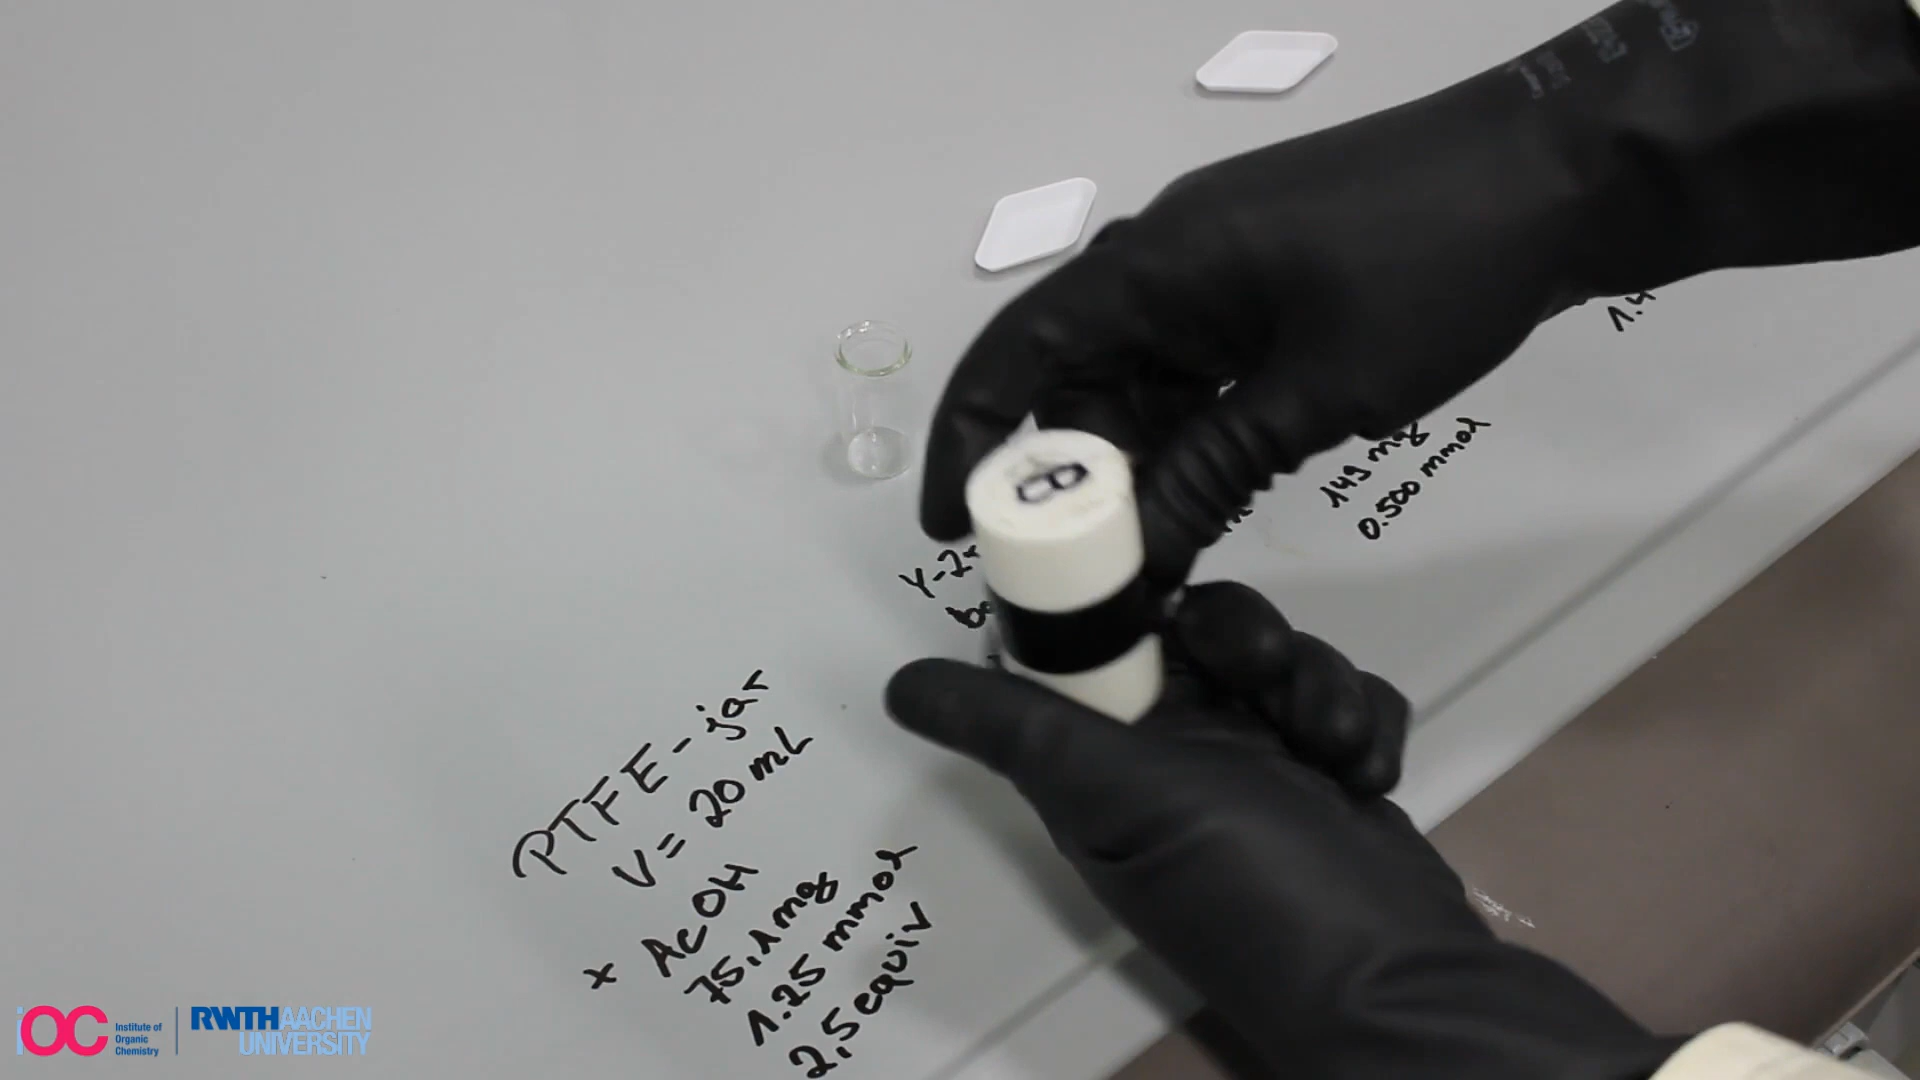 PTFE-jar
V = 20 mL
x AcOH
75,1 mg
1.25 mmol
2,5 equiv
149 mg
0.500 mmol
B
iOC
Institute of
Organic
Chemistry
RWTH AACHEN
UNIVERSITY